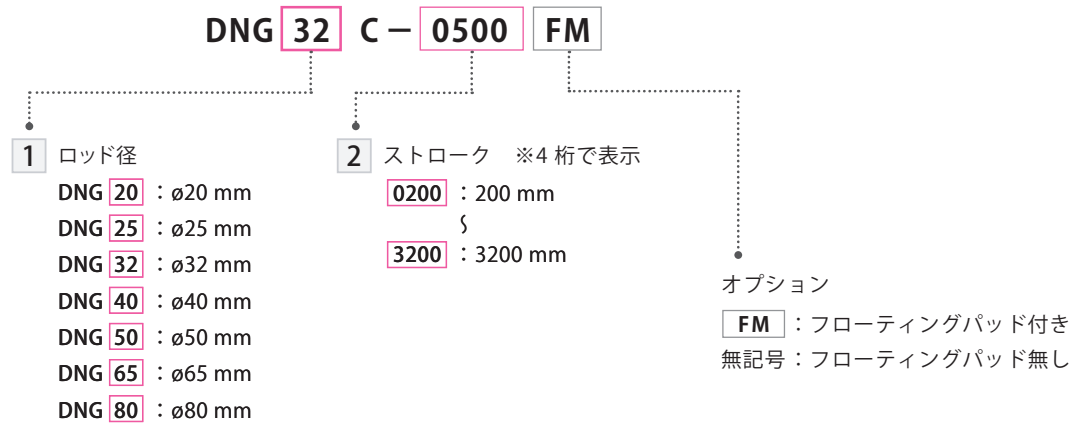 DNG 32 C − 0500 FM
1 ロッド径
DNG 20 : ø20 mm
DNG 25 : ø25 mm
DNG 32 : ø32 mm
DNG 40 : ø40 mm
DNG 50 : ø50 mm
DNG 65 : ø65 mm
DNG 80 : ø80 mm
2 ストローク ※4 桁で表示
0200 : 200 mm
〜
3200 : 3200 mm
オプション
FM : フローティングパッド付き
無記号 : フローティングパッド無し